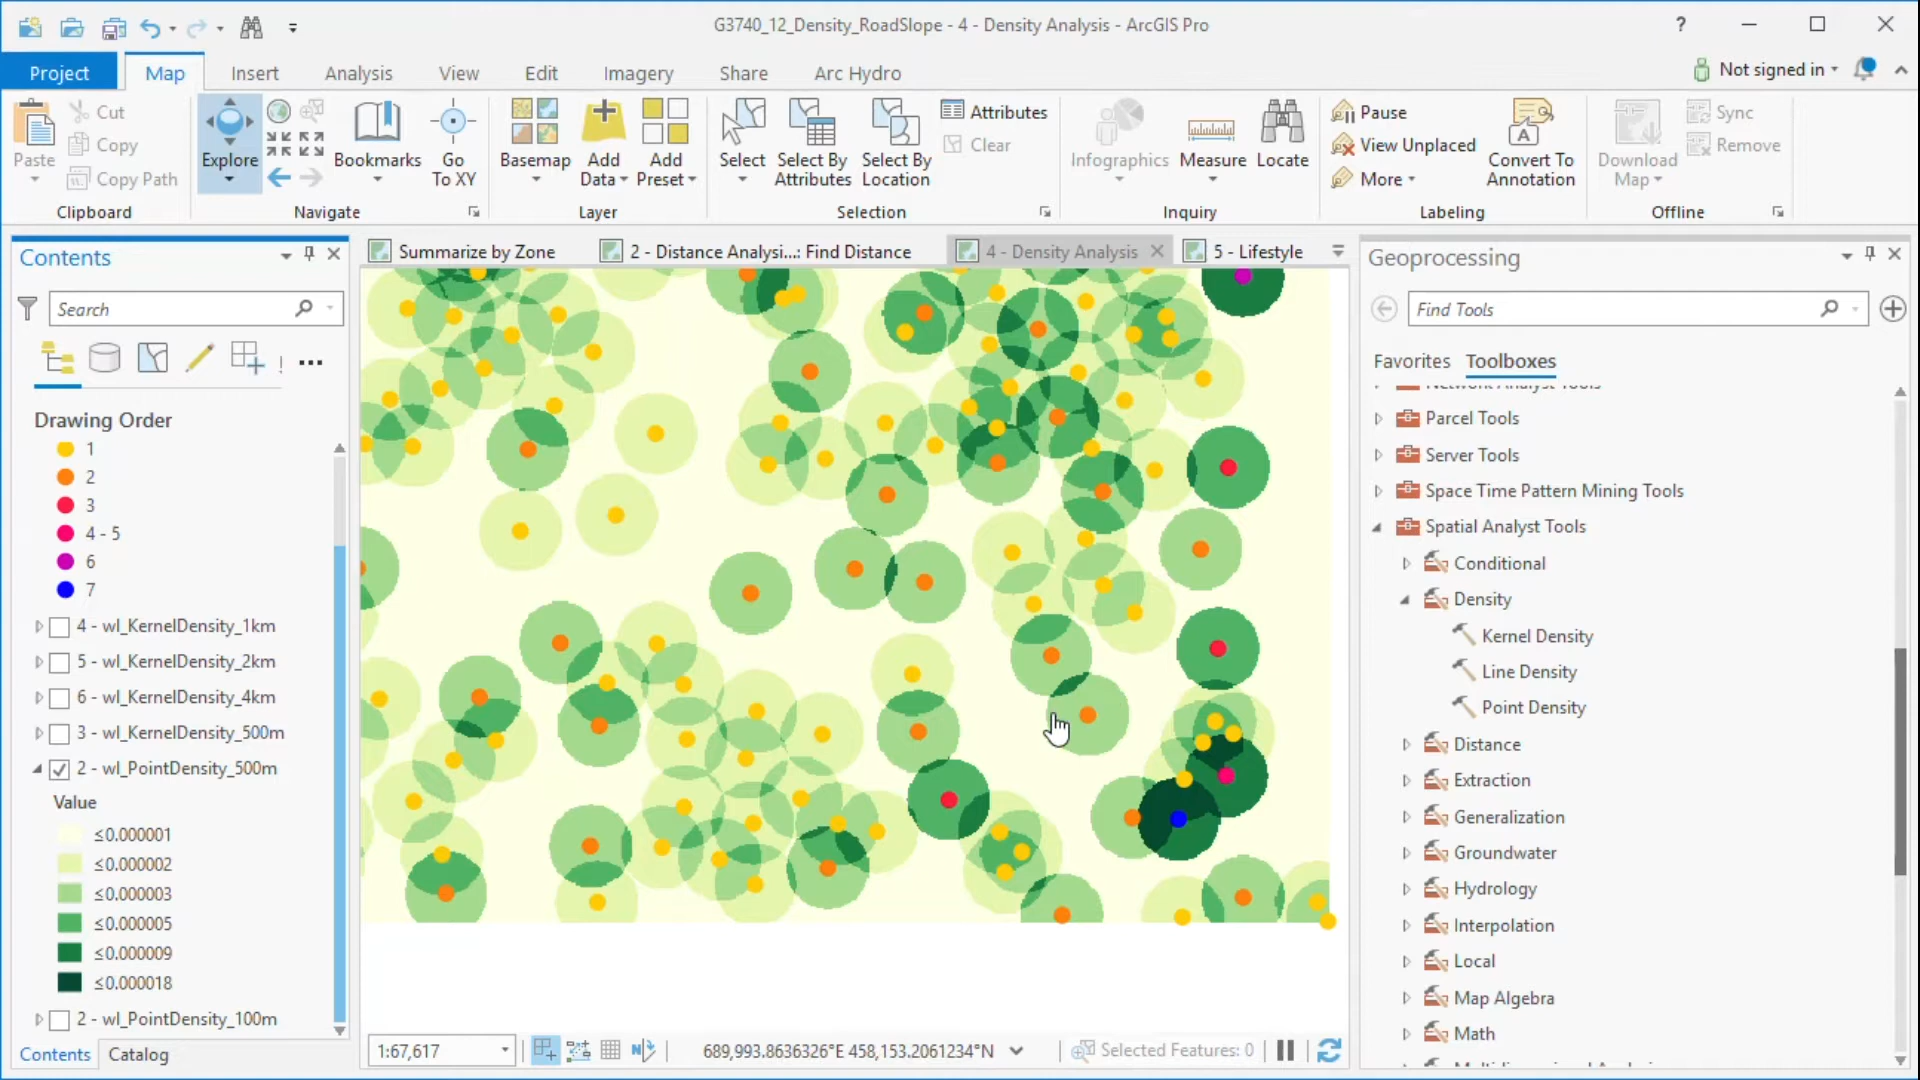 G3740_12_Density_RoadSlope - 4 - Density Analysis - ArcGIS Pro
?
Project Map Insert Analysis View Edit Imagery Share Arc Hydro
Not signed in
Paste
Cut
Copy
Copy Path
Clipboard
Explore
Bookmarks
Go
To XY
Navigate
Basemap
Add
Data
Add
Preset
Layer
Select
Select By
Attributes
Select By
Location
Attributes
Clear
Selection
Infographics
Measure
Locate
Inquiry
Pause
View Unplaced
More
A
Convert To
Annotation
Labeling
Download
Map
Sync
Remove
Offline
Contents
Search
Drawing Order
1
2
3
4 - 5
6
7
4 - wl_KernelDensity_1km
5 - wl_KernelDensity_2km
6 - wl_KernelDensity_4km
3 - wl_KernelDensity_500m
2 - wl_PointDensity_500m
Value
≤0.000001
≤0.000002
≤0.000003
≤0.000005
≤0.000009
≤0.000018
2 - wl_PointDensity_100m
Contents Catalog
Summarize by Zone
2 - Distance Analysi...: Find Distance
4 - Density Analysis
5 - Lifestyle
1:67,617
689,993.8636326°E 458,153.2061234°N
Selected Features: 0
Geoprocessing
Find Tools
Favorites Toolboxes
Parcel Tools
Server Tools
Space Time Pattern Mining Tools
Spatial Analyst Tools
Conditional
Density
Kernel Density
Line Density
Point Density
Distance
Extraction
Generalization
Groundwater
Hydrology
Interpolation
Local
Map Algebra
Math